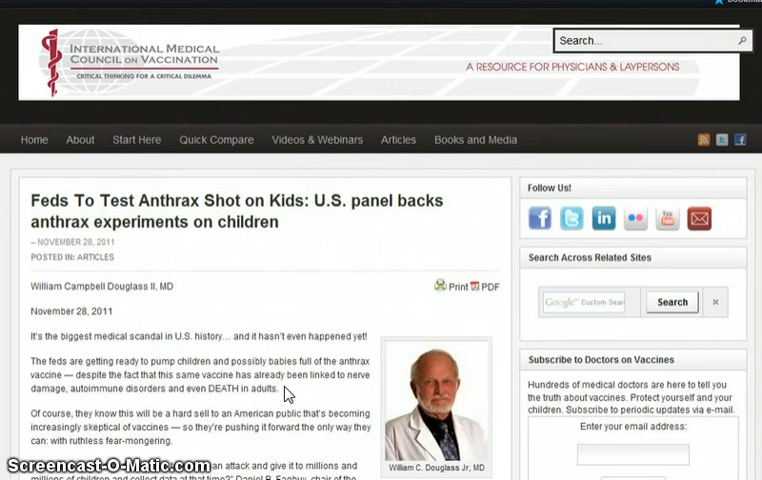 Bookmar
INTERNATIONAL MEDICAL
COUNCIL ON VACCINATION
CRITICAL THINKING FOR A CRITICAL DILEMMA
Search...
A RESOURCE FOR PHYSICIANS & LAYPERSONS
Home About Start Here Quick Compare Videos & Webinars Articles Books and Media
Feds To Test Anthrax Shot on Kids: U.S. panel backs
anthrax experiments on children
– NOVEMBER 28, 2011
POSTED IN: ARTICLES
William Campbell Douglass II, MD
Print PDF
November 28, 2011
It's the biggest medical scandal in U.S. history… and it hasn't even happened yet!
The feds are getting ready to pump children and possibly babies full of the anthrax
vaccine — despite the fact that this same vaccine has already been linked to nerve
damage, autoimmune disorders and even DEATH in adults.
Of course, they know this will be a hard sell to an American public that's becoming
increasingly skeptical of vaccines — so they're pushing it forward the only way they
can: with ruthless fear-mongering.
William C. Douglass Jr, MD
an attack and give it to millions and
millions of children and collect data at that time?" Daniel B. Fagbuy, chair of the
Follow Us!
You
Search Across Related Sites
Google™ Custom Sear
Search
×
Subscribe to Doctors on Vaccines
Hundreds of medical doctors are here to tell you
the truth about vaccines. Protect yourself and your
children. Subscribe to periodic updates via e-mail.
Enter your email address:
Screencast-O-Matic.com